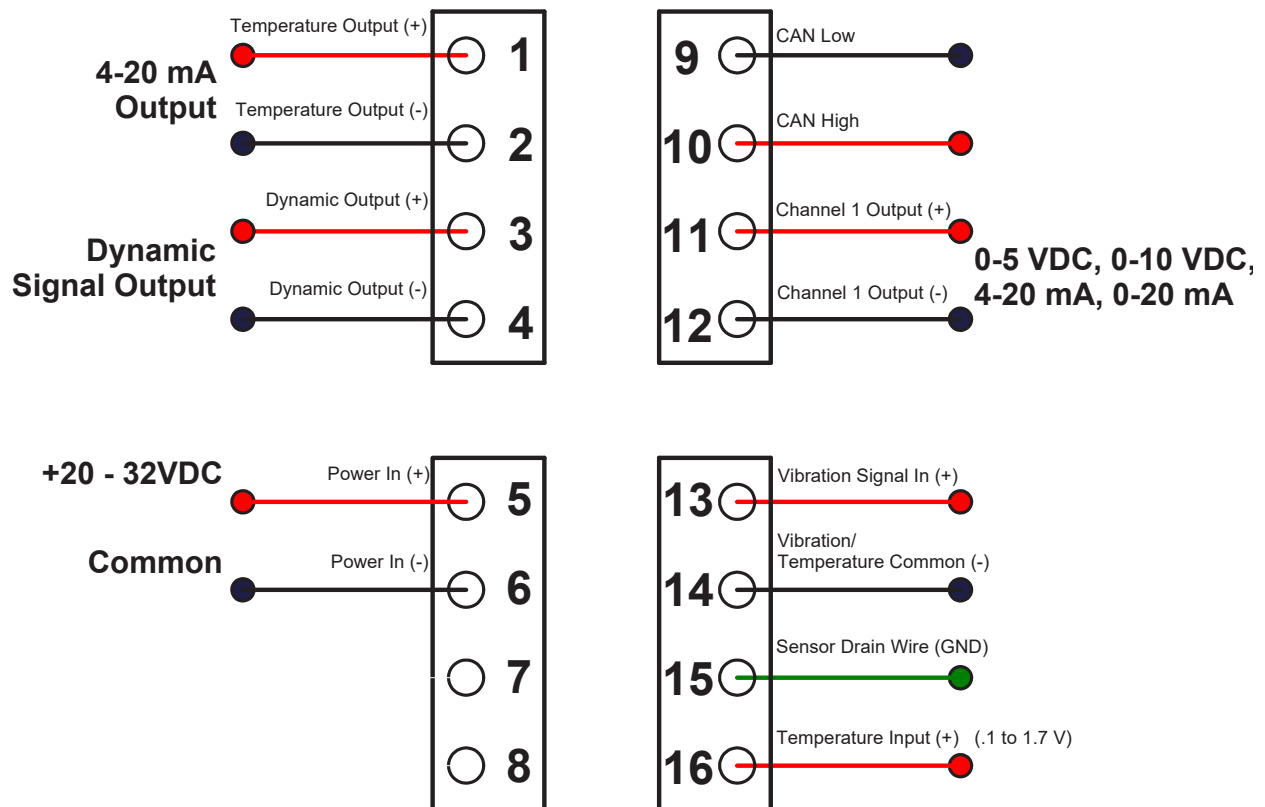 Temperature Output (+)
1
4-20 mA
Output
Temperature Output (-)
2
Dynamic Output (+)
3
Dynamic
Signal Output
Dynamic Output (-)
4
9
CAN Low
10
CAN High
11
Channel 1 Output (+)
0-5 VDC, 0-10 VDC,
4-20 mA, 0-20 mA
12
Channel 1 Output (-)
+20 - 32VDC
Power In (+)
5
Common
Power In (-)
6
7
8
13
Vibration Signal In (+)
14
Vibration/
Temperature Common (-)
15
Sensor Drain Wire (GND)
16
Temperature Input (+) (.1 to 1.7 V)